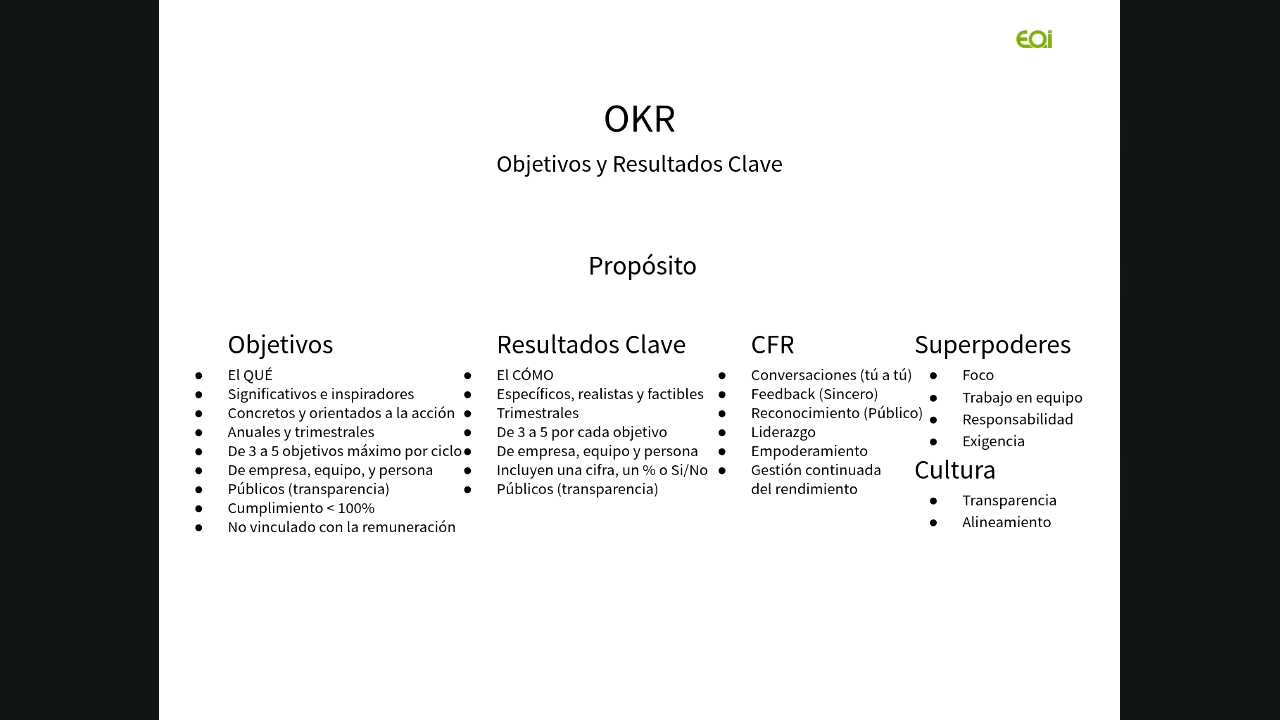 EOi
OKR
Objetivos y Resultados Clave
Propósito
Objetivos
● El QUÉ
● Significativos e inspiradores
● Concretos y orientados a la acción
● Anuales y trimestrales
● De 3 a 5 objetivos máximo por ciclo
● De empresa, equipo, y persona
● Públicos (transparencia)
● Cumplimiento < 100%
● No vinculado con la remuneración
Resultados Clave
● El CÓMO
● Específicos, realistas y factibles
● Trimestrales
● De 3 a 5 por cada objetivo
● De empresa, equipo y persona
● Incluyen una cifra, un % o Si/No
● Públicos (transparencia)
CFR
● Conversaciones (tú a tú)
● Feedback (Sincero)
● Reconocimiento (Público)
● Liderazgo
● Empoderamiento
● Gestión continuada
del rendimiento
Superpoderes
● Foco
● Trabajo en equipo
● Responsabilidad
● Exigencia
Cultura
● Transparencia
● Alineamiento